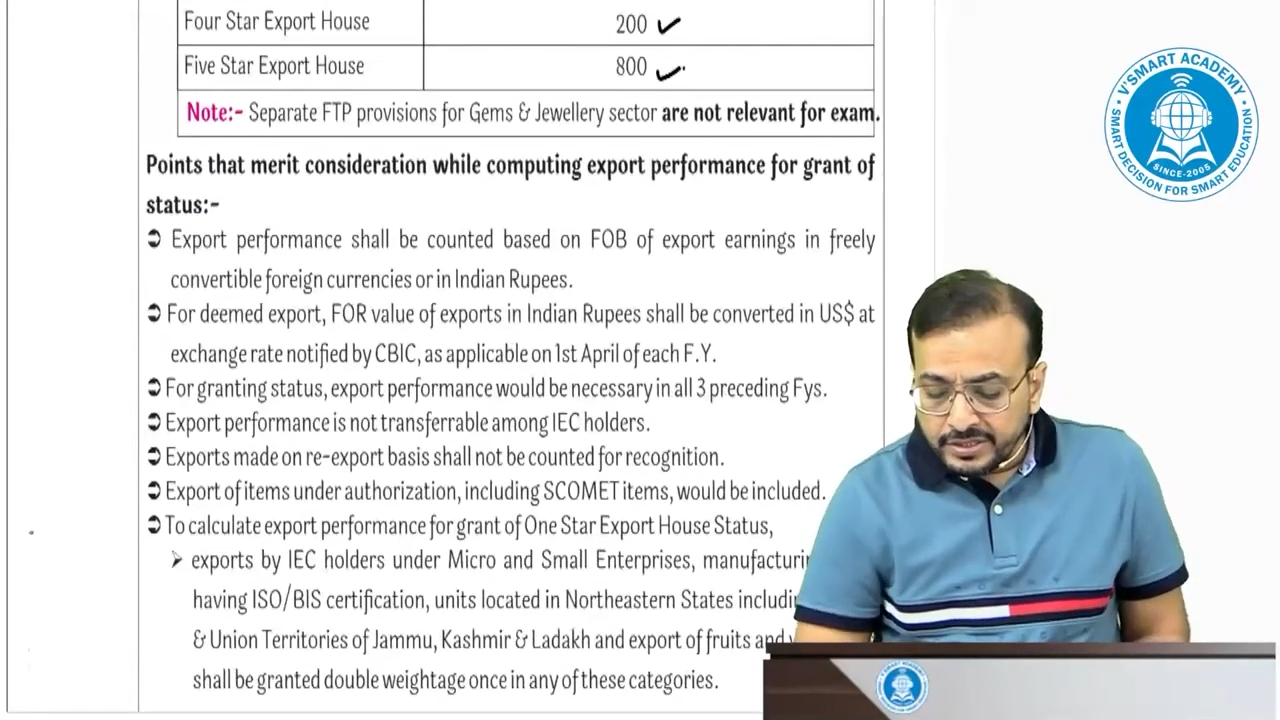 Four Star Export House 200
Five Star Export House 800
Note:- Separate FTP provisions for Gems & Jewellery sector are not relevant for exam.
Points that merit consideration while computing export performance for grant of
status:-
Export performance shall be counted based on FOB of export earnings in freely
convertible foreign currencies or in Indian Rupees.
For deemed export, FOR value of exports in Indian Rupees shall be converted in US$ at
exchange rate notified by CBIC, as applicable on 1st April of each F.Y.
For granting status, export performance would be necessary in all 3 preceding Fys.
Export performance is not transferrable among IEC holders.
Exports made on re-export basis shall not be counted for recognition.
Export of items under authorization, including SCOMET items, would be included.
To calculate export performance for grant of One Star Export House Status,
exports by IEC holders under Micro and Small Enterprises, manufacturin
having ISO/BIS certification, units located in Northeastern States includi
& Union Territories of Jammu, Kashmir & Ladakh and export of fruits and
shall be granted double weightage once in any of these categories.
V'SMART ACADEMY
SINCE-2005
SMART DECISION FOR SMART EDUCATION